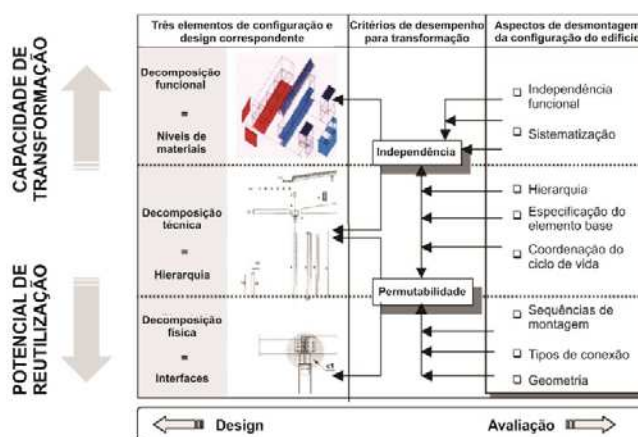 CAPACIDADE DE
TRANSFORMAÇÃO
POTENCIAL DE
REUTILIZAÇÃO
Três elementos de configuração e
design correspondente
Critérios de desempenho
para transformação
Aspectos de desmontagem
da configuração do edifício
Decomposição
funcional
=
Níveis de
materiais
Decomposição
técnica
=
Hierarquia
Decomposição
física
=
Interfaces
Independência
Permutabilidade
Independência
funcional
Sistematização
Hierarquia
Especificação do
elemento base
Coordenação do
ciclo de vida
Sequências de
montagem
Tipos de conexão
Geometria
Design
Avaliação